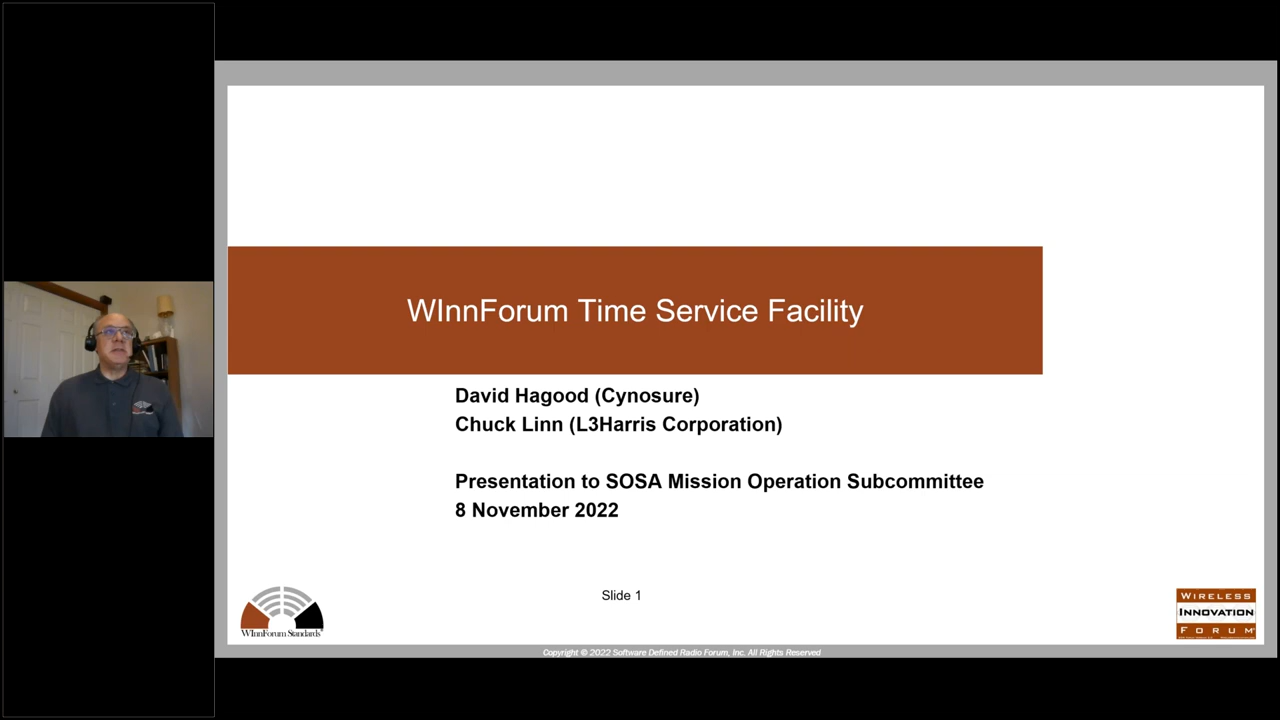 WInnForum Time Service Facility
David Hagood (Cynosure)
Chuck Linn (L3Harris Corporation)
Presentation to SOSA Mission Operation Subcommittee
8 November 2022
Slide 1
WInnForum Standards®
WIRELESS
INNOVATION
FORUM®
Copyright © 2022 Software Defined Radio Forum, Inc. All Rights Reserved